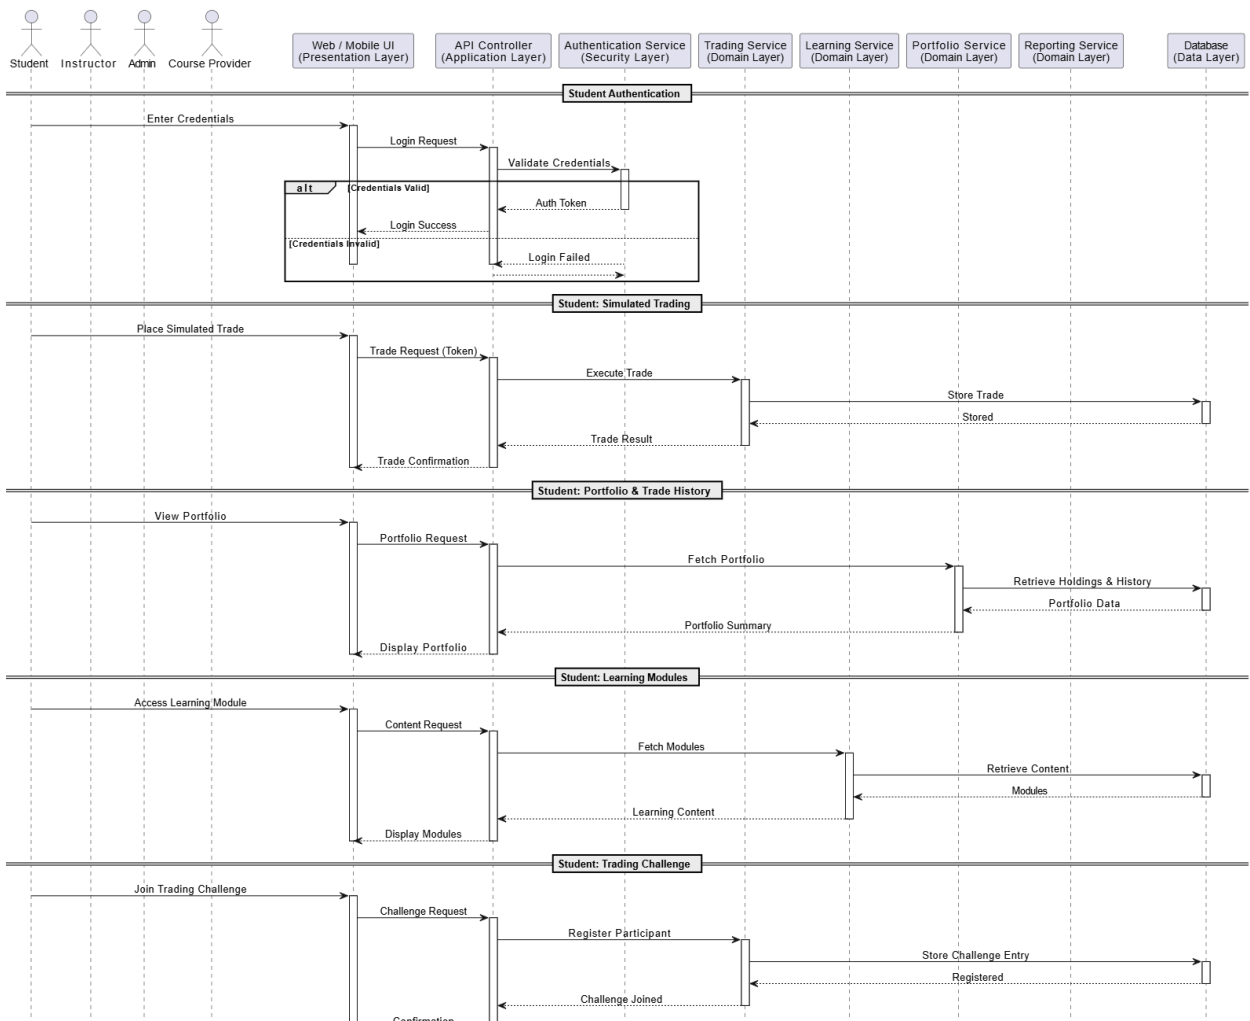 Student
Instructor
Admin
Course Provider
Web / Mobile UI
(Presentation Layer)
API Controller
(Application Layer)
Authentication Service
(Security Layer)
Trading Service
(Domain Layer)
Learning Service
(Domain Layer)
Portfolio Service
(Domain Layer)
Reporting Service
(Domain Layer)
Database
(Data Layer)
Student Authentication
Enter Credentials
Login Request
Validate Credentials
alt
[Credentials Valid]
Auth Token
Login Success
[Credentials Invalid]
Login Failed
Student: Simulated Trading
Place Simulated Trade
Trade Request (Token)
Execute Trade
Store Trade
Stored
Trade Result
Trade Confirmation
Student: Portfolio & Trade History
View Portfolio
Portfolio Request
Fetch Portfolio
Retrieve Holdings & History
Portfolio Data
Portfolio Summary
Display Portfolio
Student: Learning Modules
Access Learning Module
Content Request
Fetch Modules
Retrieve Content
Modules
Learning Content
Display Modules
Student: Trading Challenge
Join Trading Challenge
Challenge Request
Register Participant
Store Challenge Entry
Registered
Challenge Joined
Confirmation